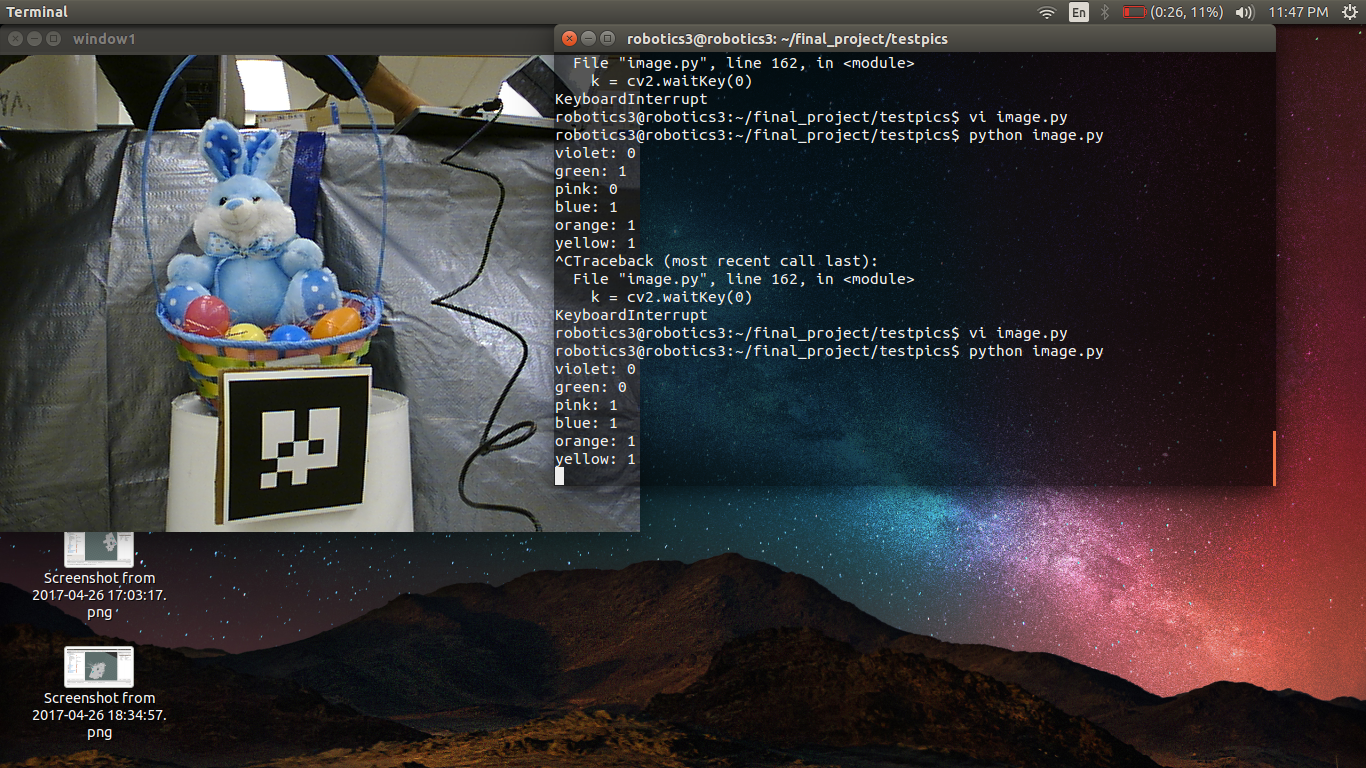 Terminal
En
(0:26, 11%)
11:47 PM
window1
robotics3@robotics3: ~/final_project/testpics
File "image.py", line 162, in <module>
k = cv2.waitKey(0)
KeyboardInterrupt
robotics3@robotics3:~/final_project/testpics$ vi image.py
robotics3@robotics3:~/final_project/testpics$ python image.py
violet: 0
green: 1
pink: 0
blue: 1
orange: 1
yellow: 1
^CTraceback (most recent call last):
File "image.py", line 162, in <module>
k = cv2.waitKey(0)
KeyboardInterrupt
robotics3@robotics3:~/final_project/testpics$ vi image.py
robotics3@robotics3:~/final_project/testpics$ python image.py
violet: 0
green: 0
pink: 1
blue: 1
orange: 1
yellow: 1
Screenshot from
2017-04-26 17:03:17.
png
Screenshot from
2017-04-26 18:34:57.
png